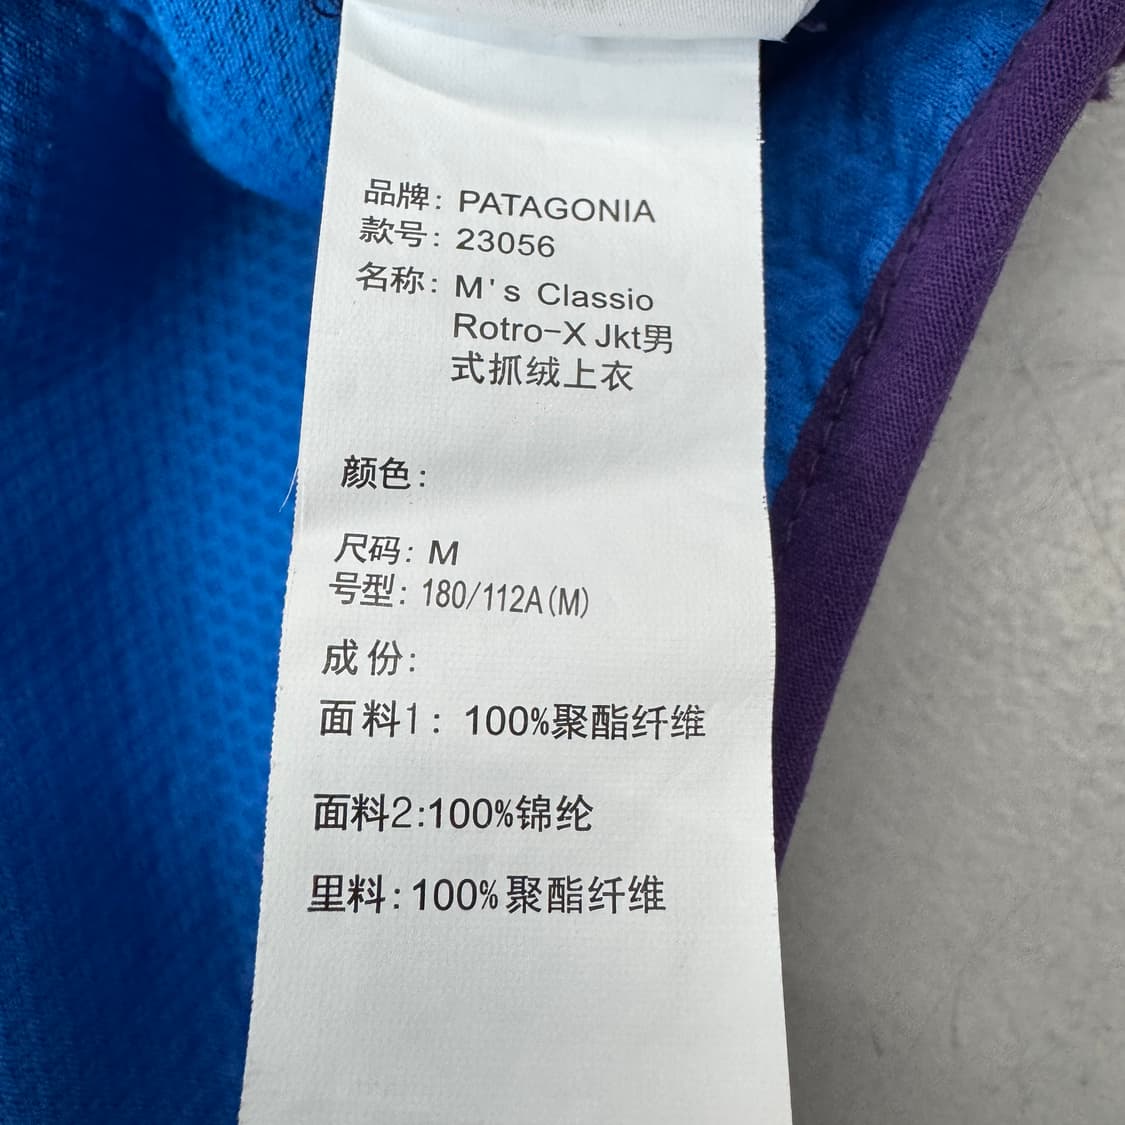 品牌: PATAGONIA
款号: 23056
名称: M's Classio
Rotro-X Jkt男
式抓绒上衣
颜色:
尺码: M
号型: 180/112A(M)
成份:
面料1: 100%聚酯纤维
面料2:100%锦纶
里料:100%聚酯纤维